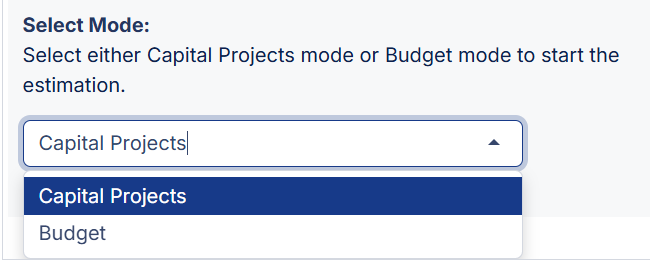 Select Mode:
Select either Capital Projects mode or Budget mode to start the
estimation.
Capital Projects
Capital Projects
Budget